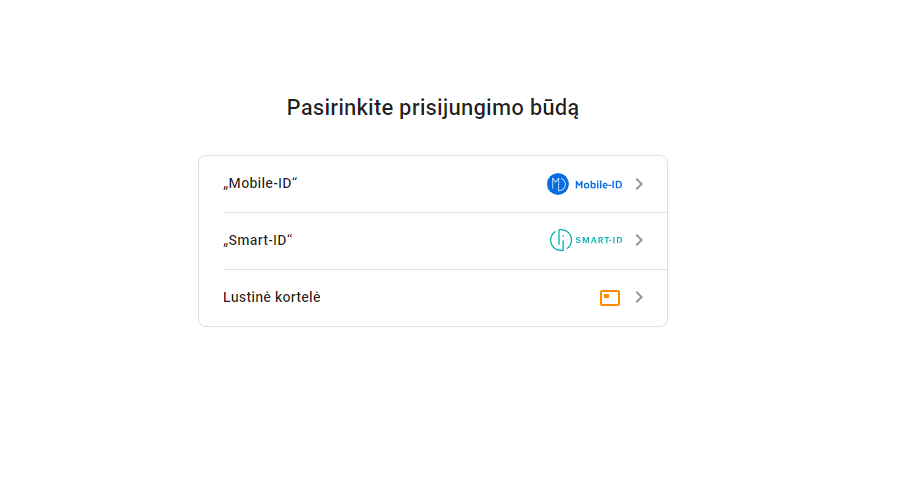 Pasirinkite prisijungimo būdą
„Mobile-ID“ Mobile-ID
„Smart-ID“ SMART-ID
Lustinė kortelė